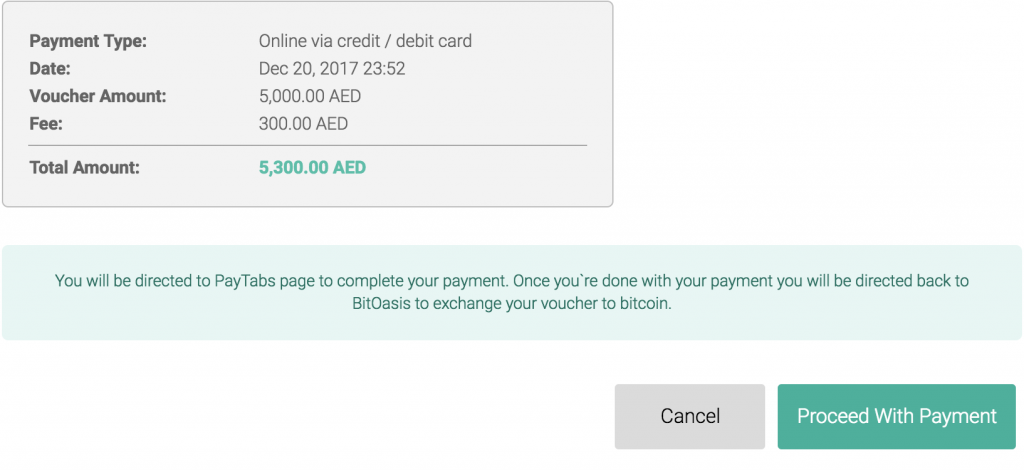 Payment Type: Online via credit / debit card
Date: Dec 20, 2017 23:52
Voucher Amount: 5,000.00 AED
Fee: 300.00 AED
Total Amount: 5,300.00 AED
You will be directed to PayTabs page to complete your payment. Once you`re done with your payment you will be directed back to
BitOasis to exchange your voucher to bitcoin.
Cancel Proceed With Payment